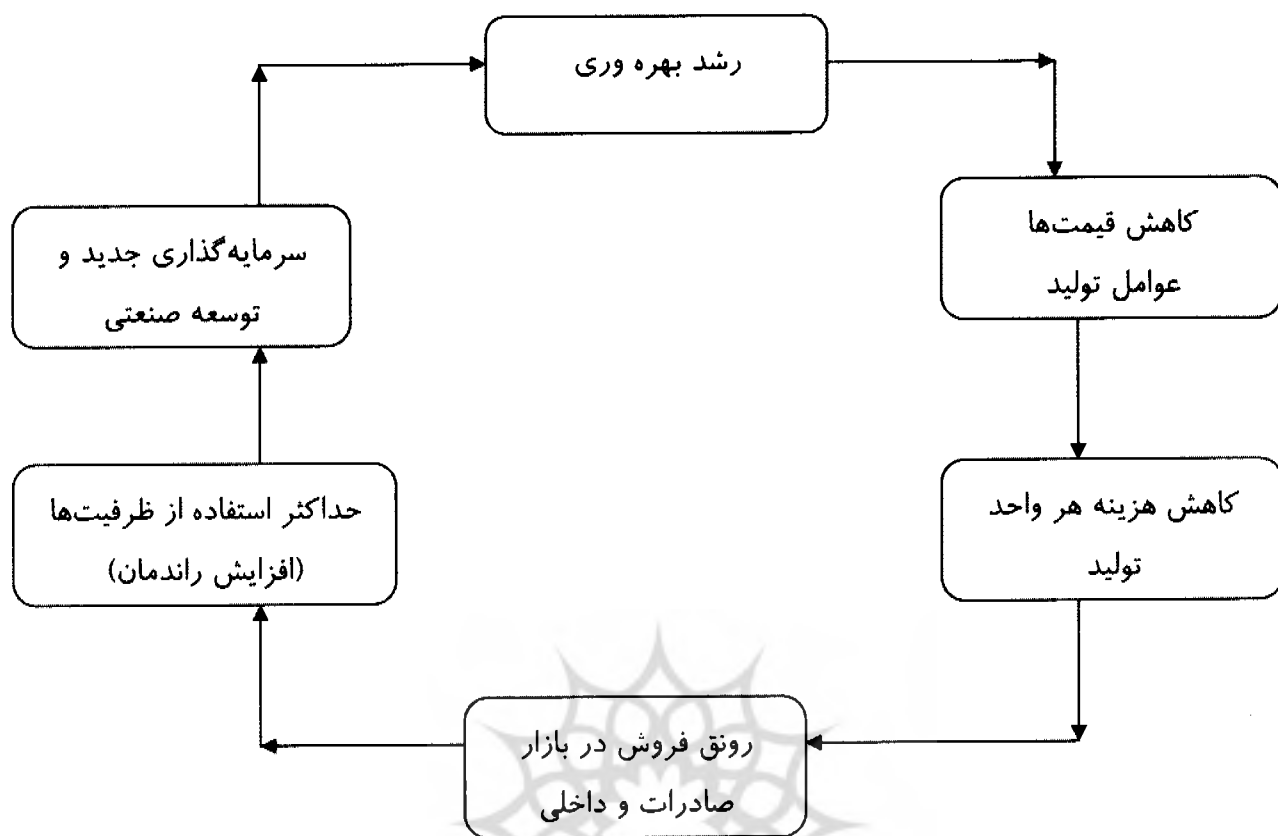 رشد بهره وری
کاهش قیمت‌ها
عوامل تولید
کاهش هزینه هر واحد
تولید
رونق فروش در بازار
صادرات و داخلی
حداکثر استفاده از ظرفیت‌ها
(افزایش راندمان)
سرمایه‌گذاری جدید و
توسعه صنعتی